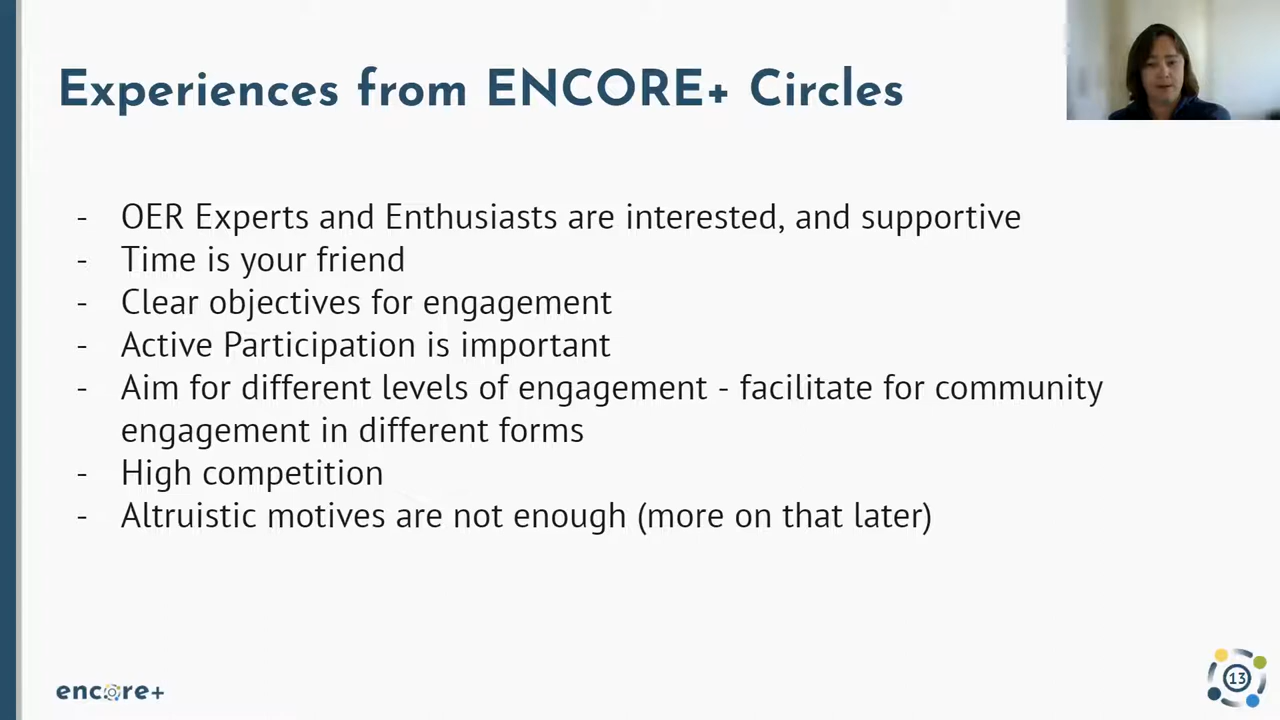 Experiences from ENCORE+ Circles
- OER Experts and Enthusiasts are interested, and supportive
- Time is your friend
- Clear objectives for engagement
- Active Participation is important
- Aim for different levels of engagement - facilitate for community
engagement in different forms
- High competition
- Altruistic motives are not enough (more on that later)
encore+
13